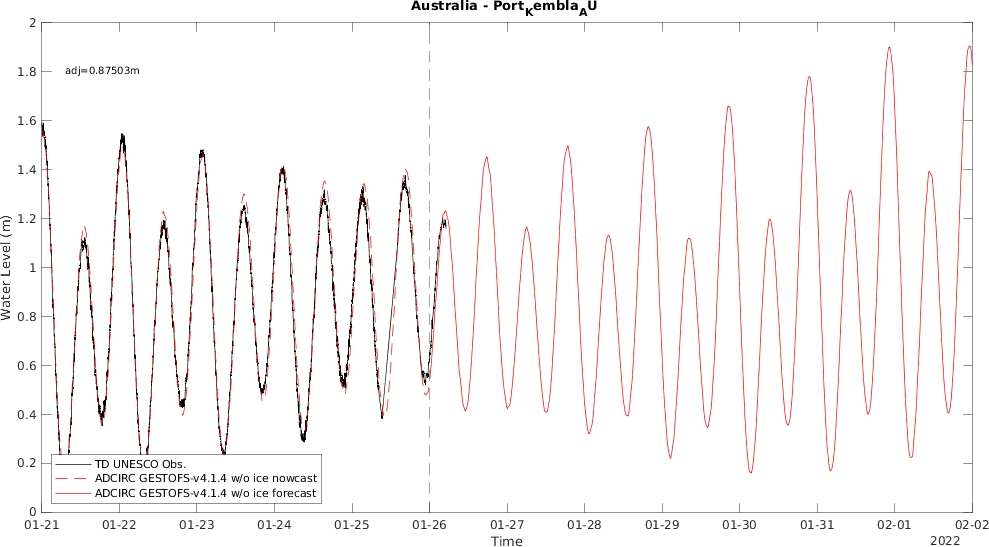 Australia - PortKemblaAU
2
1.8
adj=0.87503m
1.6
1.4
1.2
1
0.8
0.6
0.4
0.2
0
Water Level (m)
TD UNESCO Obs.
ADCIRC GESTOFS-v4.1.4 w/o ice nowcast
ADCIRC GESTOFS-v4.1.4 w/o ice forecast
01-21 01-22 01-23 01-24 01-25 01-26 01-27 01-28 01-29 01-30 01-31 02-01 02-02
Time
2022